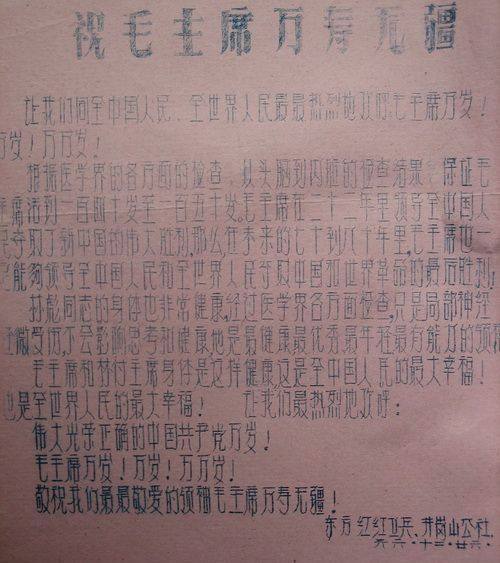 祝毛主席万寿无疆
让我们向全中国人民、全世界人民最最热烈地欢呼毛主席万岁!
万岁!万万岁!
根据医学界的各方面的检查,从头脑到内脏的检查结果 保证毛
主席活到一百四十岁至一百五十岁。毛主席在二十二年里领导全中国人
民夺取了新中国的伟大胜利,那么,在未来的七十到八十年里,毛主席也一
定能够领导全中国人民和全世界人民夺取中国和世界革命的最后胜利。
林彪同志的身体也非常健康,经过医学界各方面检查,只是局部神经
微受伤,不会影响思考和健康,他是最健康最优秀最年轻最有能力的领袖
毛主席和林付主席身体是这样健康,这是全中国人民的最大幸福!
也是全世界人民的最大幸福! 让我们最热烈地欢呼:
伟大光荣正确的中国共产党万岁!
毛主席万岁!万岁!万万岁!
敬祝我们最最敬爱的领袖毛主席万寿无疆!
东方红红卫兵、井岗山公社.
六六·十二·廿六·